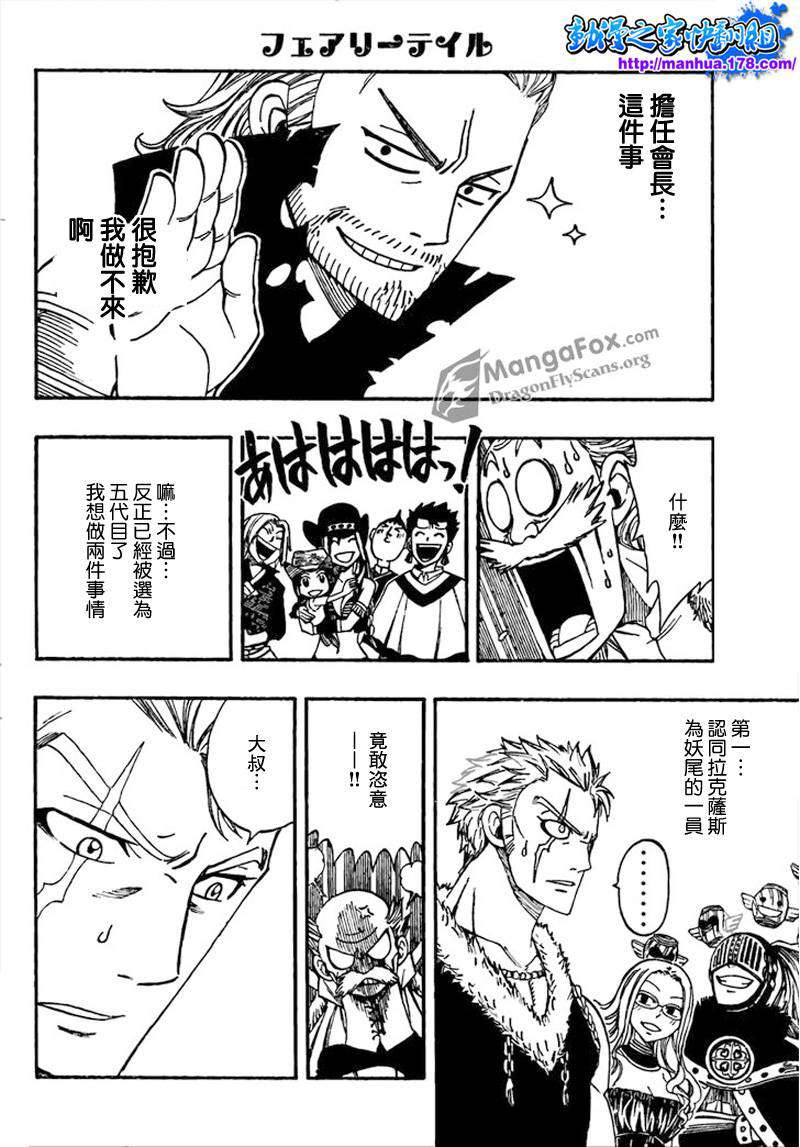 フェアリーテイル
動漫之家快翻組
http://manhua.178.com/
擔任會長…
這件事
很抱歉
我做不來
啊
MangaFox.com
DragonFlyScans.org
什麼!!
あははははっ！
嘛…不過…
反正已經被選為
五代目了
我想做兩件事情
第一…
認同拉克薩斯
為妖尾的一員
……
竟敢恣意
——!!
大叔…